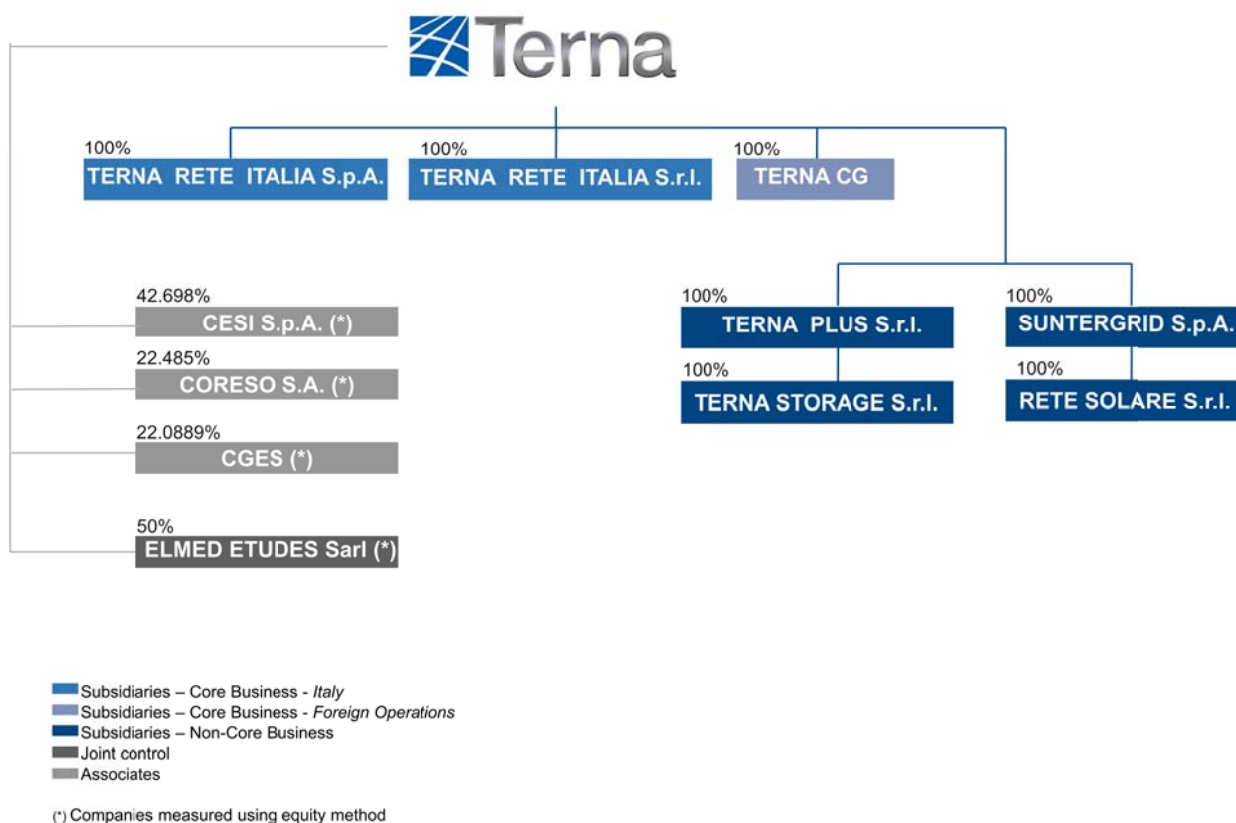 Terna
100%
TERNA RETE ITALIA S.p.A.
100%
TERNA RETE ITALIA S.r.l.
100%
TERNA CG
42.698%
CESI S.p.A. (*)
22.485%
CORESO S.A. (*)
22.0889%
CGES (*)
50%
ELMED ETUDES Sarl (*)
100%
TERNA PLUS S.r.l.
100%
TERNA STORAGE S.r.l.
100%
SUNTERGRID S.p.A.
100%
RETE SOLARE S.r.l.
Subsidiaries – Core Business - Italy
Subsidiaries – Core Business - Foreign Operations
Subsidiaries – Non-Core Business
Joint control
Associates
(*) Companies measured using equity method